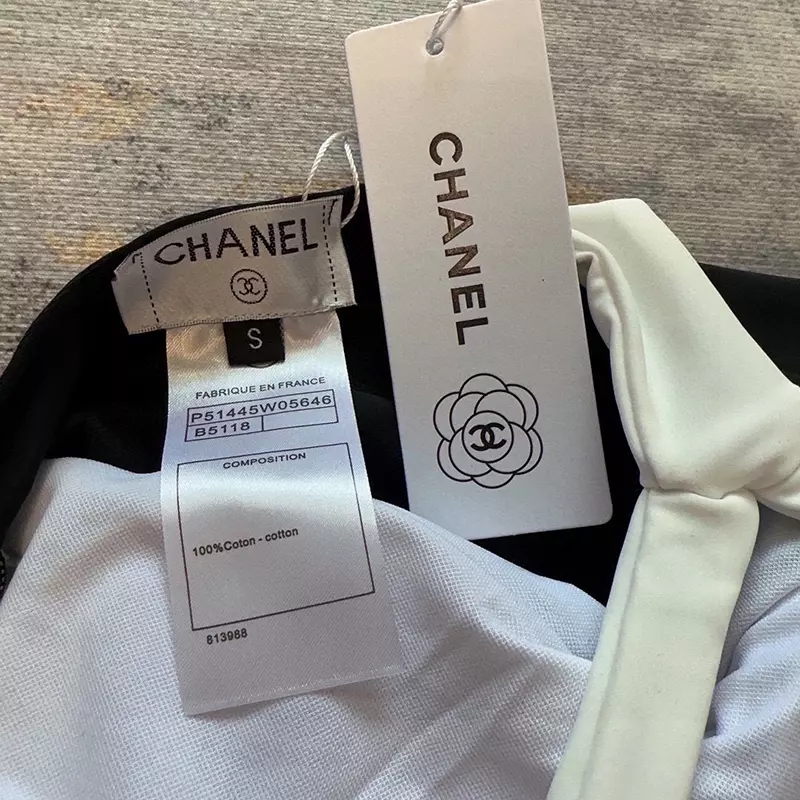 CHANEL
S
FABRIQUE EN FRANCE
P51445W05646
B5118
COMPOSITION
100%Coton - cotton
813988
CHANEL